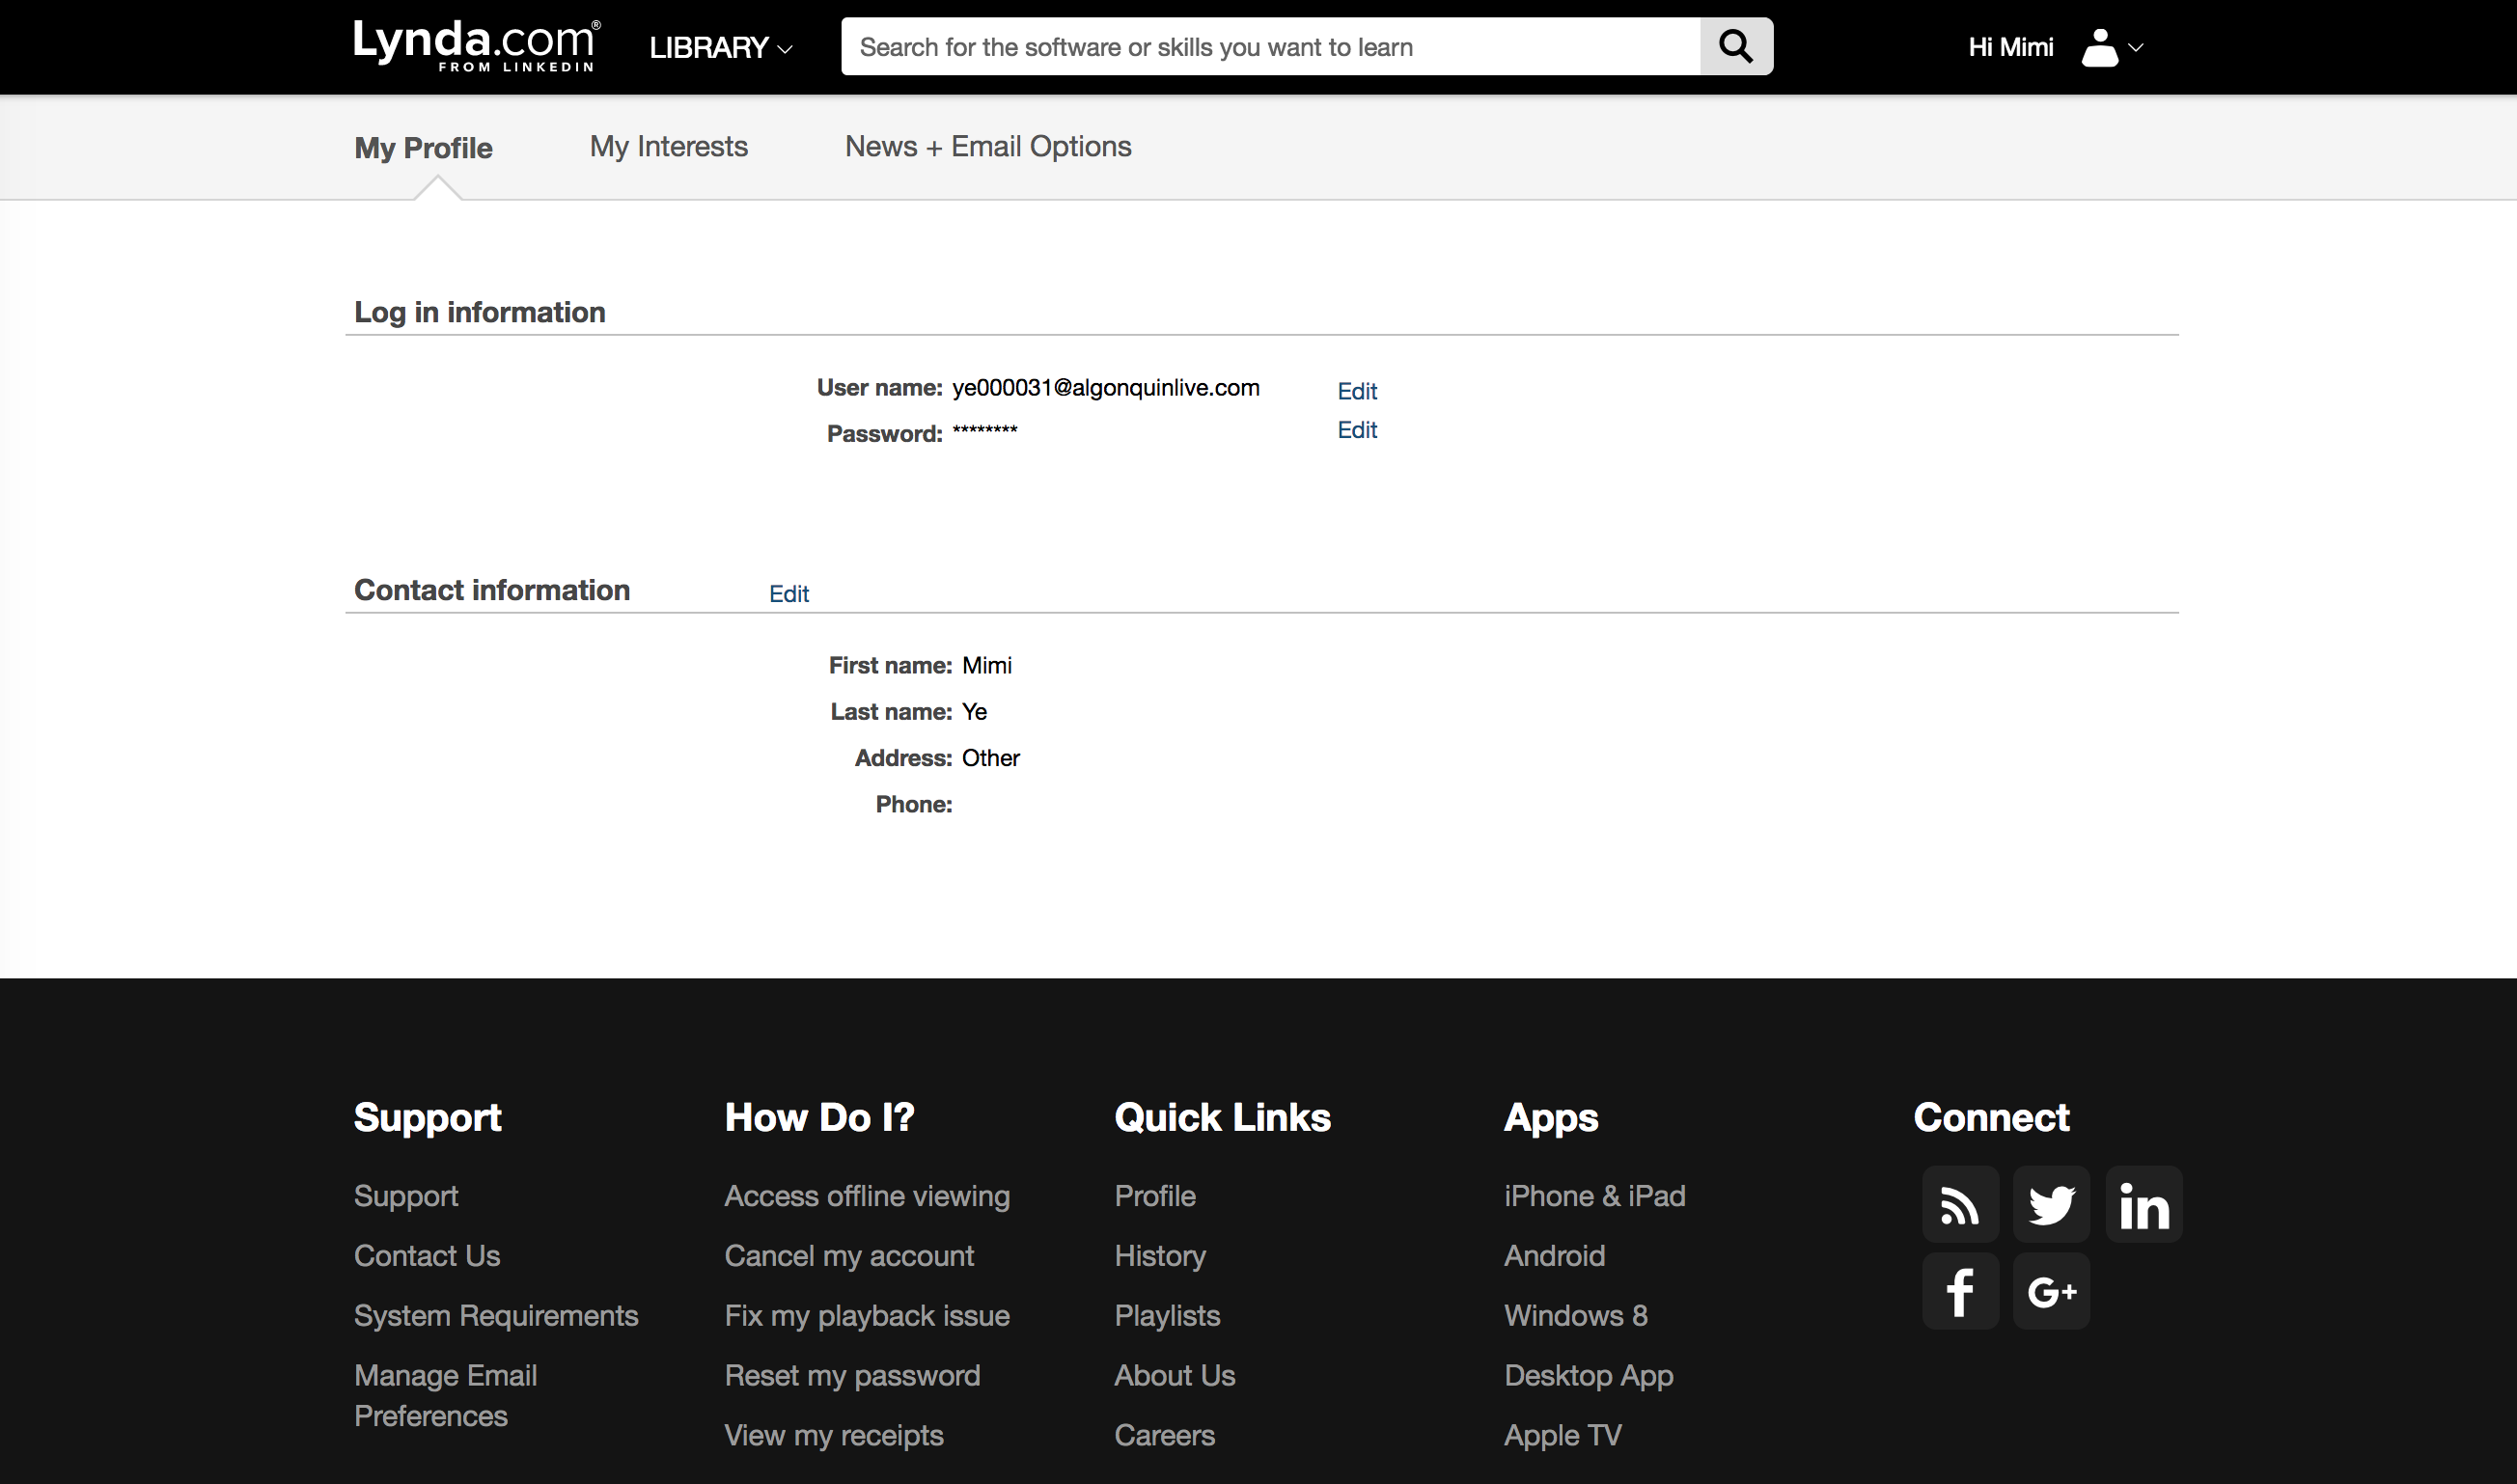 Lynda.com®
FROM LINKEDIN
LIBRARY
Search for the software or skills you want to learn
Hi Mimi
My Profile
My Interests
News + Email Options
Log in information
User name: ye000031@algonquinlive.com Edit
Password: ******** Edit
Contact information Edit
First name: Mimi
Last name: Ye
Address: Other
Phone:
Support
Support
Contact Us
System Requirements
Manage Email
Preferences
How Do I?
Access offline viewing
Cancel my account
Fix my playback issue
Reset my password
View my receipts
Quick Links
Profile
History
Playlists
About Us
Careers
Apps
iPhone & iPad
Android
Windows 8
Desktop App
Apple TV
Connect
in
f
G+